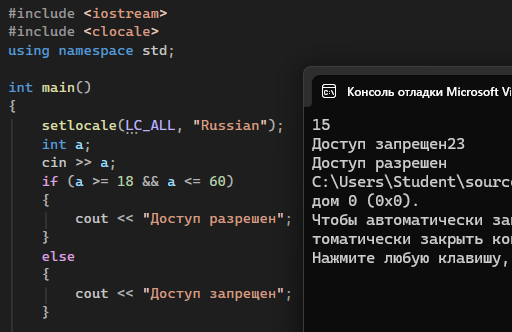 #include <iostream>
#include <clocale>
using namespace std;
int main()
{
setlocale(LC_ALL, "Russian");
int a;
cin >> a;
if (a >= 18 && a <= 60)
{
cout << "Доступ разрешен";
}
else
{
cout << "Доступ запрещен";
}
Консоль отладки Microsoft Vi
15
Доступ запрещен23
Доступ разрешен
C:\Users\Student\sourc
дом 0 (0x0).
Чтобы автоматически за
томатически закрыть ко
Нажмите любую клавишу,